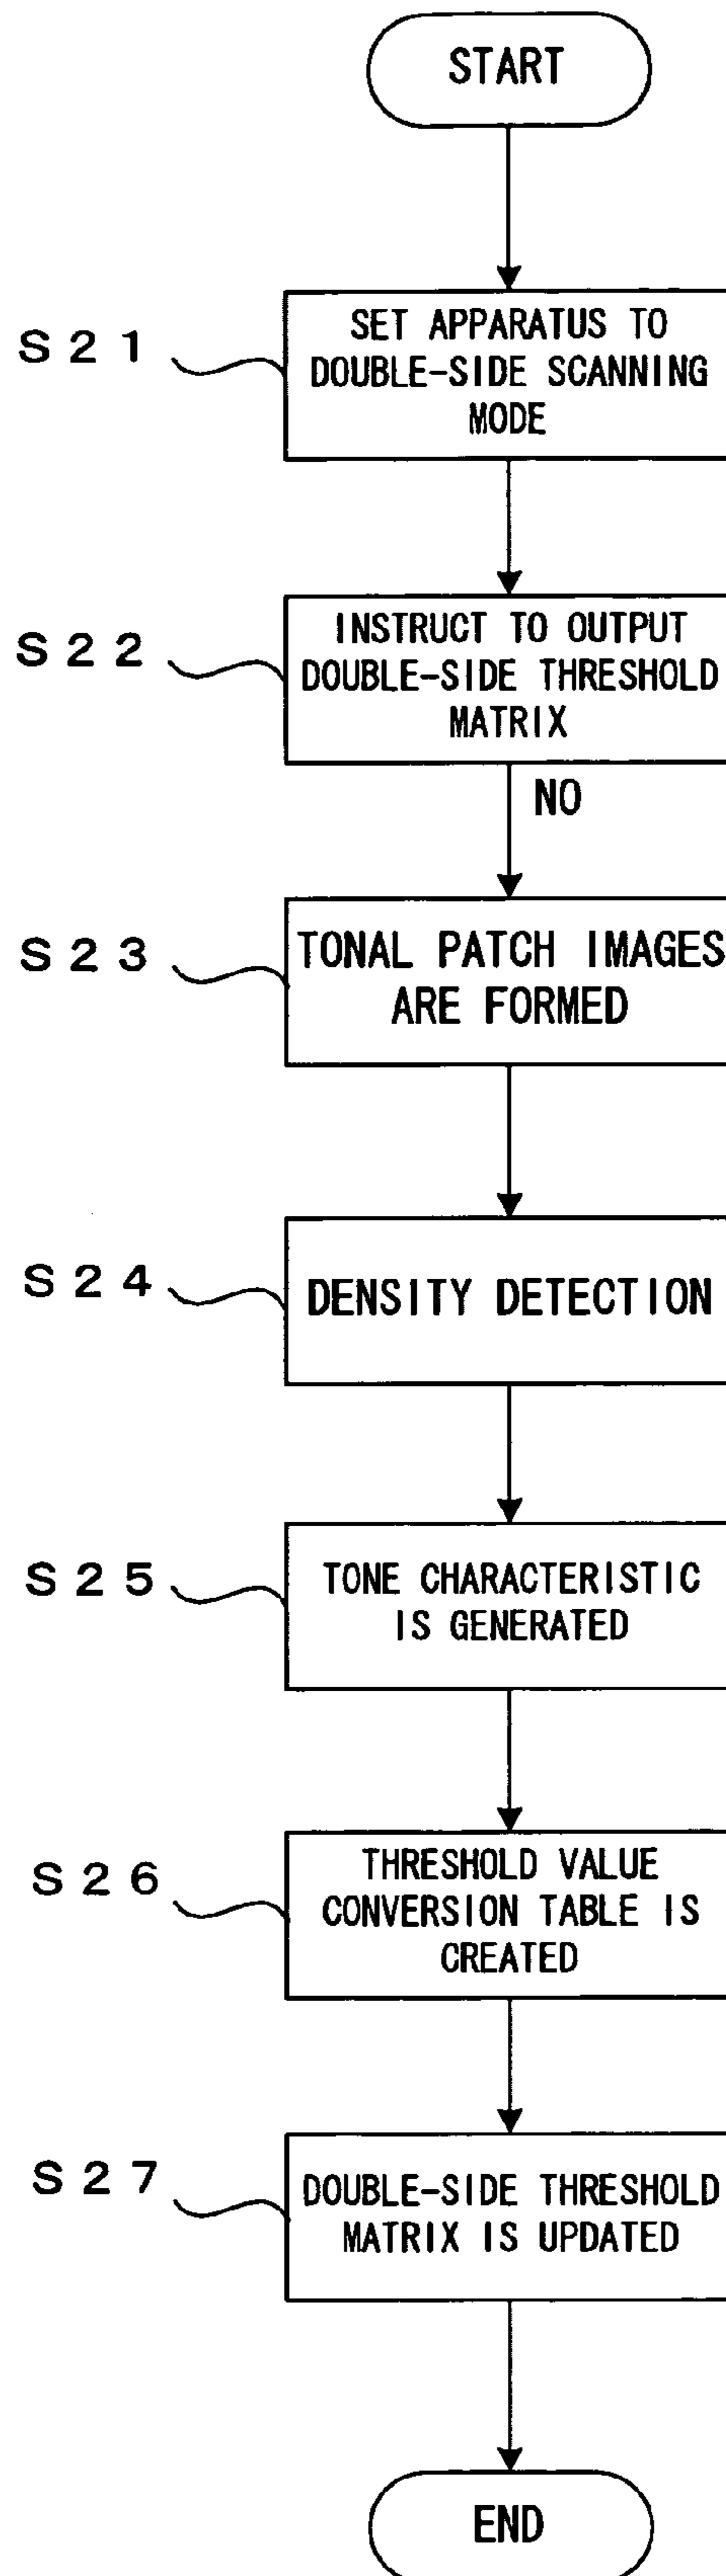 START
S21
SET APPARATUS TO
DOUBLE-SIDE SCANNING
MODE
S22
INSTRUCT TO OUTPUT
DOUBLE-SIDE THRESHOLD
MATRIX
NO
S23
TONAL PATCH IMAGES
ARE FORMED
S24
DENSITY DETECTION
S25
TONE CHARACTERISTIC
IS GENERATED
S26
THRESHOLD VALUE
CONVERSION TABLE IS
CREATED
S27
DOUBLE-SIDE THRESHOLD
MATRIX IS UPDATED
END